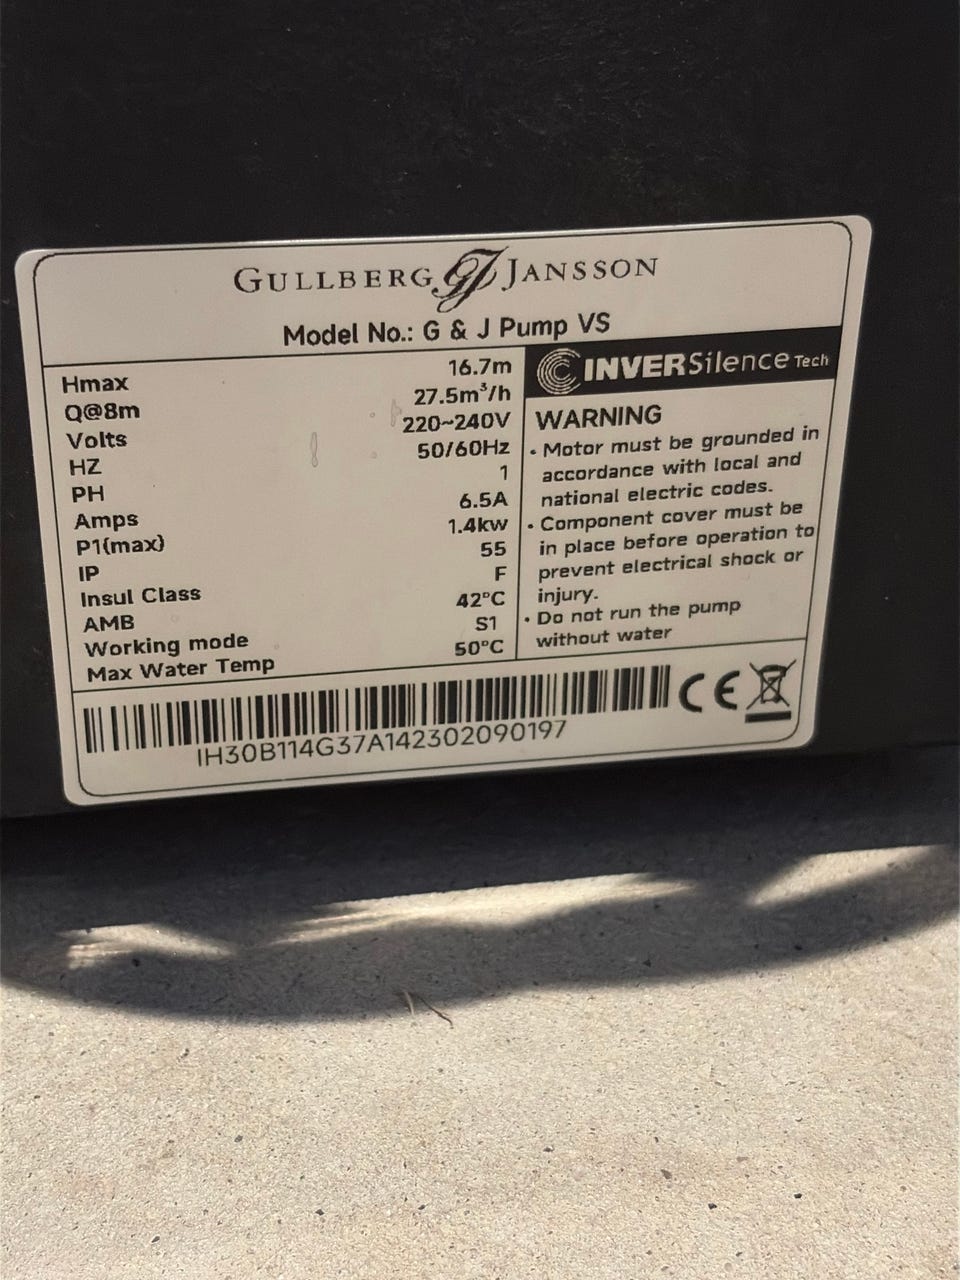 GULLBERG GJ JANSSON
Model No.: G & J Pump VS
Hmax 16.7m
Q@8m 27.5m³/h
Volts 220~240V
HZ 50/60Hz
PH 1
Amps 6.5A
P1(max) 1.4kw
IP 55
Insul Class F
AMB 42°C
Working mode S1
Max Water Temp 50°C
INVERSilence Tech
WARNING
• Motor must be grounded in
accordance with local and
national electric codes.
• Component cover must be
in place before operation to
prevent electrical shock or
injury.
• Do not run the pump
without water
CE
IH30B114G37A142302090197